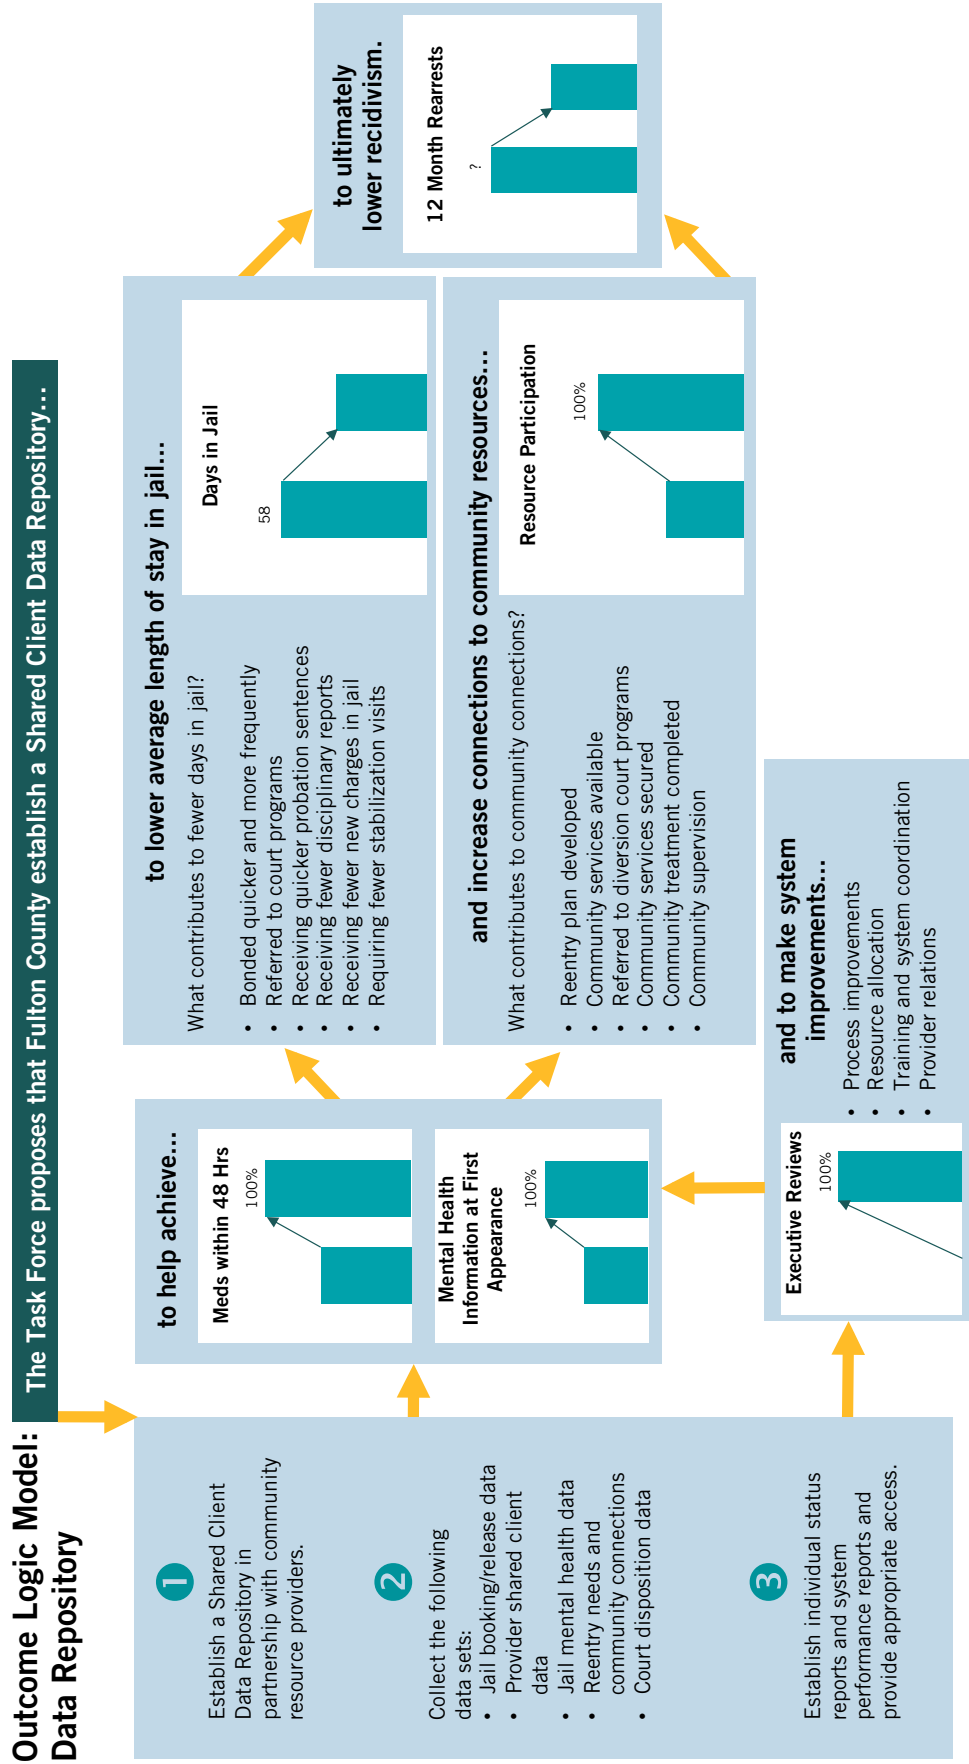 Outcome Logic Model:
Data Repository
The Task Force proposes that Fulton County establish a Shared Client Data Repository...
1
Establish a Shared Client
Data Repository in
partnership with community
resource providers.
2
Collect the following
data sets:
• Jail booking/release data
• Provider shared client
data
• Jail mental health data
• Reentry needs and
community connections
• Court disposition data
3
Establish individual status
reports and system
performance reports and
provide appropriate access.
to help achieve...
Meds within 48 Hrs
100%
Mental Health
Information at First
Appearance
100%
and to make system
improvements...
Executive Reviews
100%
• Process improvements
• Resource allocation
• Training and system coordination
• Provider relations
to lower average length of stay in jail...
What contributes to fewer days in jail?
• Bonded quicker and more frequently
• Referred to court programs
• Receiving quicker probation sentences
• Receiving fewer disciplinary reports
• Receiving fewer new charges in jail
• Requiring fewer stabilization visits
Days in Jail
58
and increase connections to community resources...
What contributes to community connections?
• Reentry plan developed
• Community services available
• Referred to diversion court programs
• Community services secured
• Community treatment completed
• Community supervision
Resource Participation
100%
to ultimately
lower recidivism.
12 Month Rearrests
?